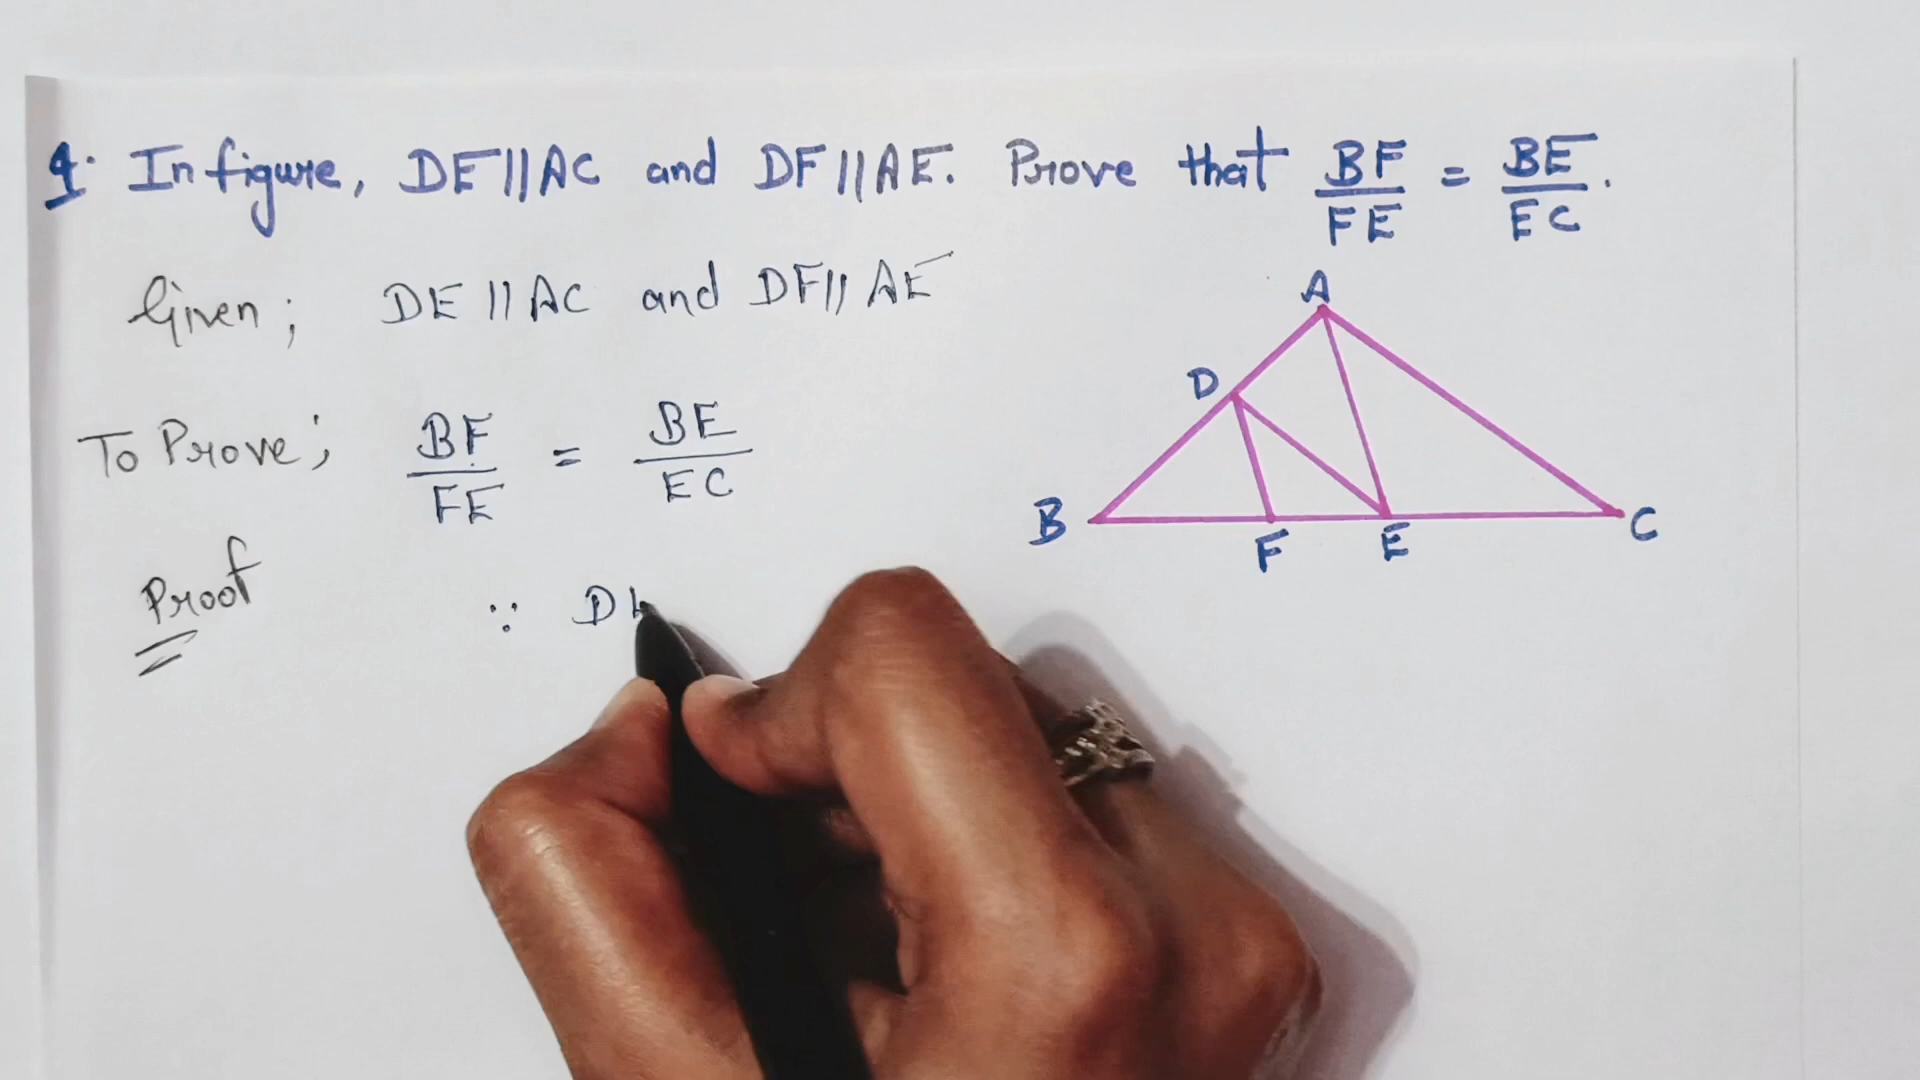 Q. In figure, DE||AC and DF||AE. Prove that BF/FE = BE/EC.
Given; DE || AC and DF|| AE
To Prove; BF/FE = BE/EC
Proof ∵ D
A
D
B
F
E
C